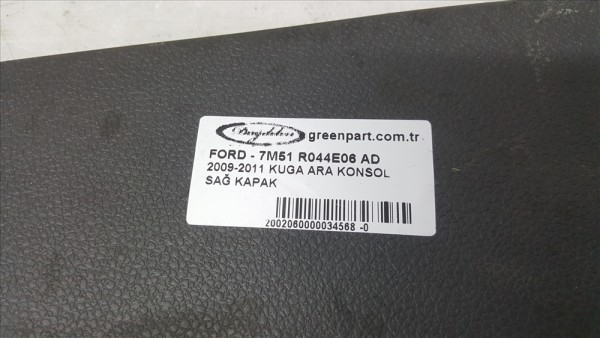 greenpart.com.tr
FORD - 7M51 R044E06 AD
2009-2011 KUGA ARA KONSOL
SAĞ KAPAK
2002060000034568 -0